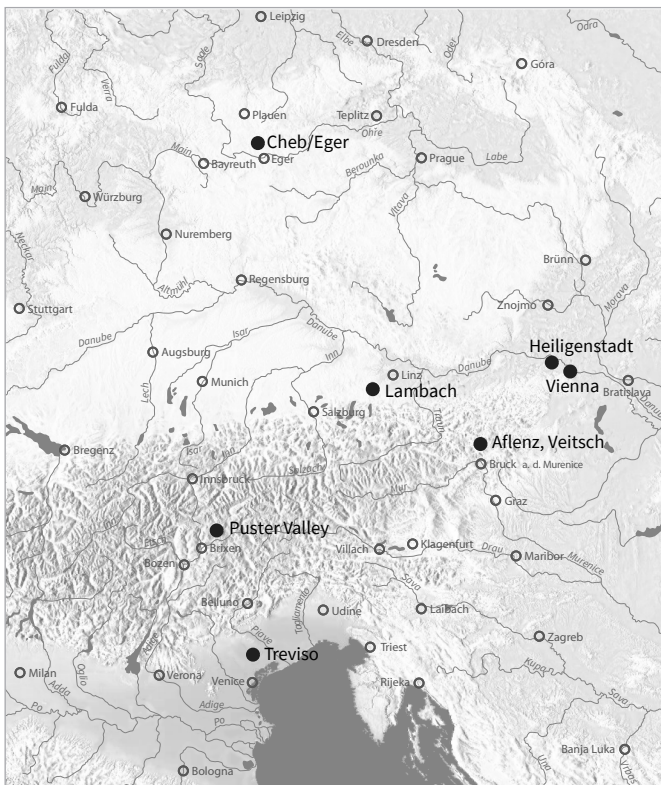 Leipzig
Elbe
Dresden
Oder
Odra
Fulda
Saale
Góra
Verra
Fulda
Plauen
Teplitz
Cheb/Eger
Ohře
Main
Bayreuth
Eger
Berounka
Prague
Labe
Main
Würzburg
Vltava
Nuremberg
Neckar
Brünn
Regensburg
Altmühl
Morava
Stuttgart
Znojmo
Danube
Isar
Danube
Heiligenstadt
Augsburg
Inn
Danube
Linz
Vienna
Munich
Lambach
Bratislava
Lech
Danube
Salzburg
Traun
Aflenz, Veitsch
Bregenz
Isar
Inn
Bruck a. d. Murenice
Innsbruck
Salzach
Mur
Graz
Puster Valley
Etsch
Brixen
Villach
Klagenfurt
Drau
Maribor
Bozen
Murenice
Sava
Belluno
Udine
Laibach
Tagliamento
Adige
Piave
Zagreb
Treviso
Triest
Kupa
Milan
Oglio
Verona
Venice
Rijeka
Sava
Adda
Adige
Po
Po
Banja Luka
Una
Vrbas
Bologna